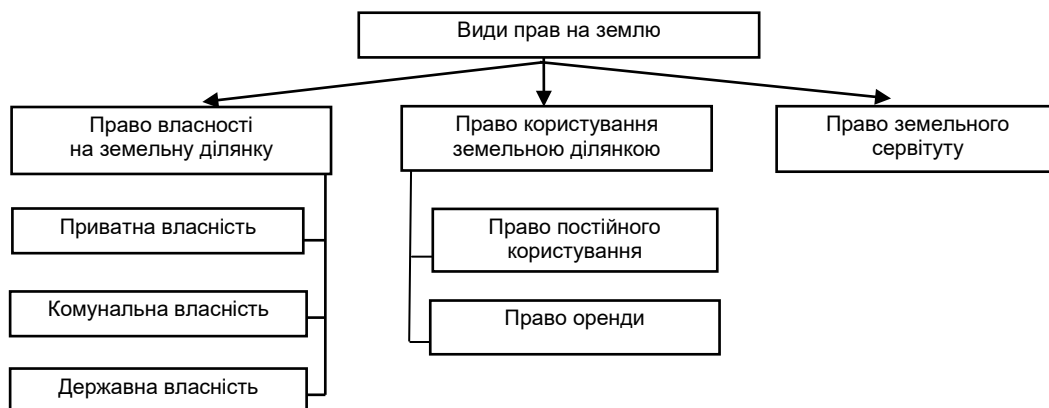 Види прав на землю
Право власності
на земельну ділянку
Право користування
земельною ділянкою
Право земельного
сервітуту
Приватна власність
Право постійного
користування
Комунальна власність
Право оренди
Державна власність